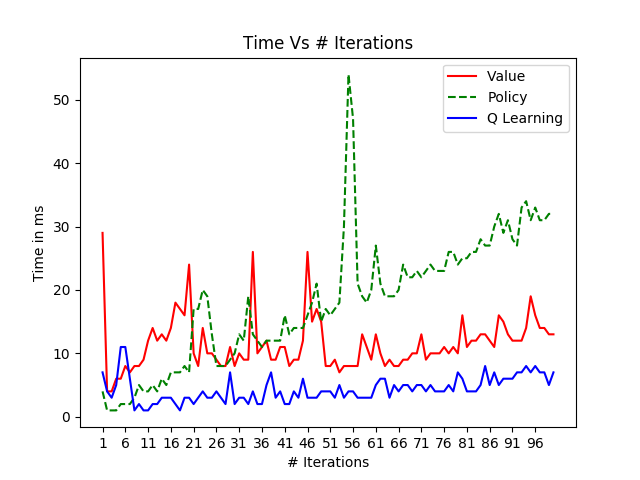 Time Vs # Iterations
Value
Policy
Q Learning
Time in ms
50
40
30
20
10
0
1 6 11 16 21 26 31 36 41 46 51 56 61 66 71 76 81 86 91 96
# Iterations